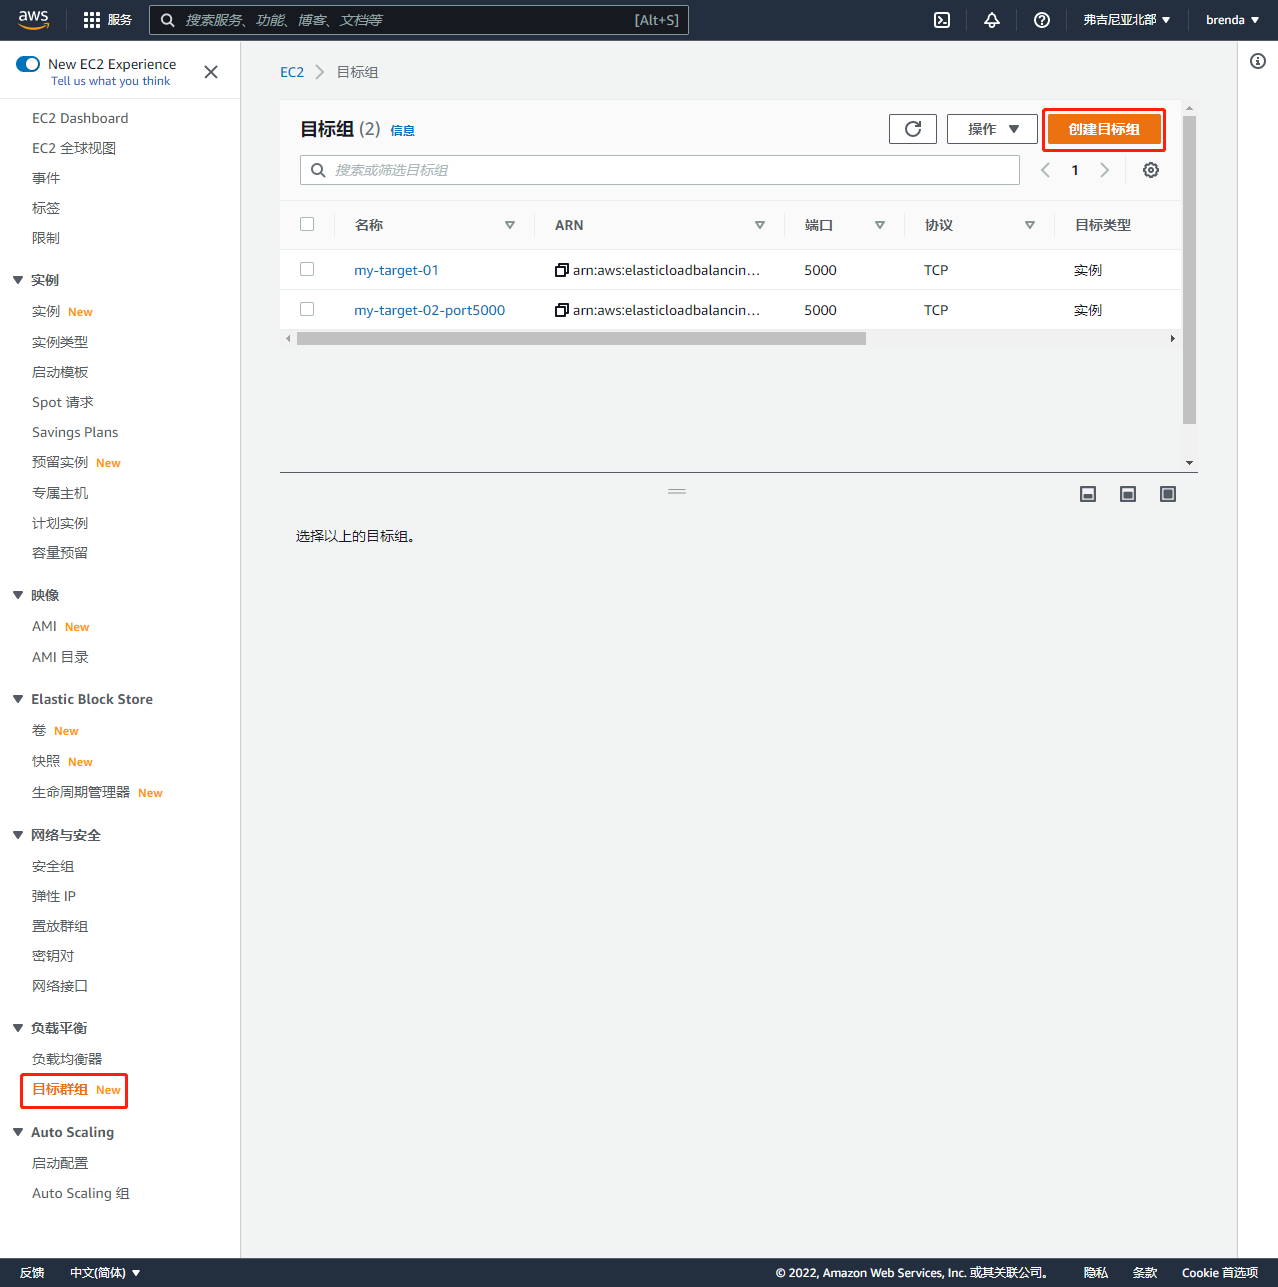 aws 服务 搜索服务、功能、博客、文档等 [Alt+S] 弗吉尼亚北部 brenda
New EC2 Experience
Tell us what you think
EC2 Dashboard
EC2 全球视图
事件
标签
限制
实例
实例 New
实例类型
启动模板
Spot 请求
Savings Plans
预留实例 New
专属主机
计划实例
容量预留
映像
AMI New
AMI 目录
Elastic Block Store
卷 New
快照 New
生命周期管理器 New
网络与安全
安全组
弹性 IP
置放群组
密钥对
网络接口
负载平衡
负载均衡器
目标群组 New
Auto Scaling
启动配置
Auto Scaling 组
EC2 目标组
目标组 (2) 信息 操作 创建目标组
搜索或筛选目标组 1
名称 ARN 端口 协议 目标类型
my-target-01 arn:aws:elasticloadbalancin... 5000 TCP 实例
my-target-02-port5000 arn:aws:elasticloadbalancin... 5000 TCP 实例
选择以上的目标组。
反馈 中文(简体) © 2022, Amazon Web Services, Inc. 或其关联公司。 隐私 条款 Cookie 首选项